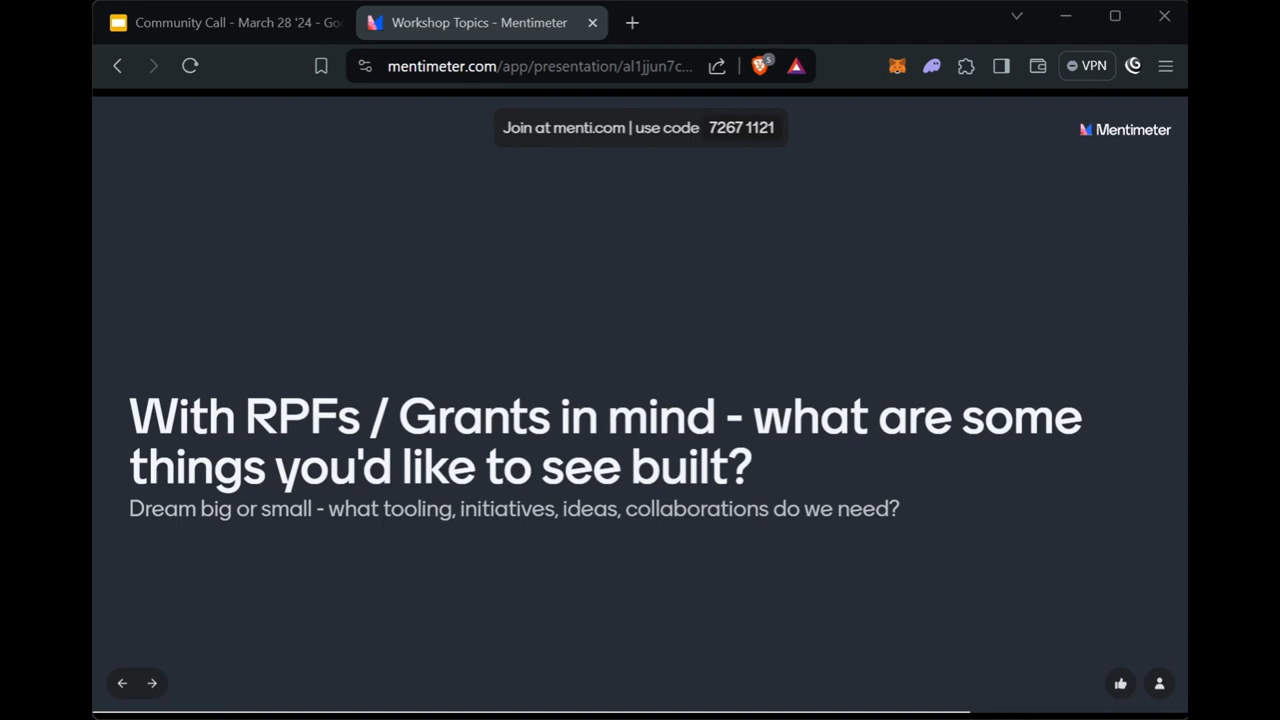 Community Call - March 28 '24 - Go
Workshop Topics - Mentimeter
mentimeter.com/app/presentation/al1jjun7c...
5
VPN
Join at menti.com | use code 7267 1121
Mentimeter
With RPFs / Grants in mind - what are some
things you'd like to see built?
Dream big or small - what tooling, initiatives, ideas, collaborations do we need?